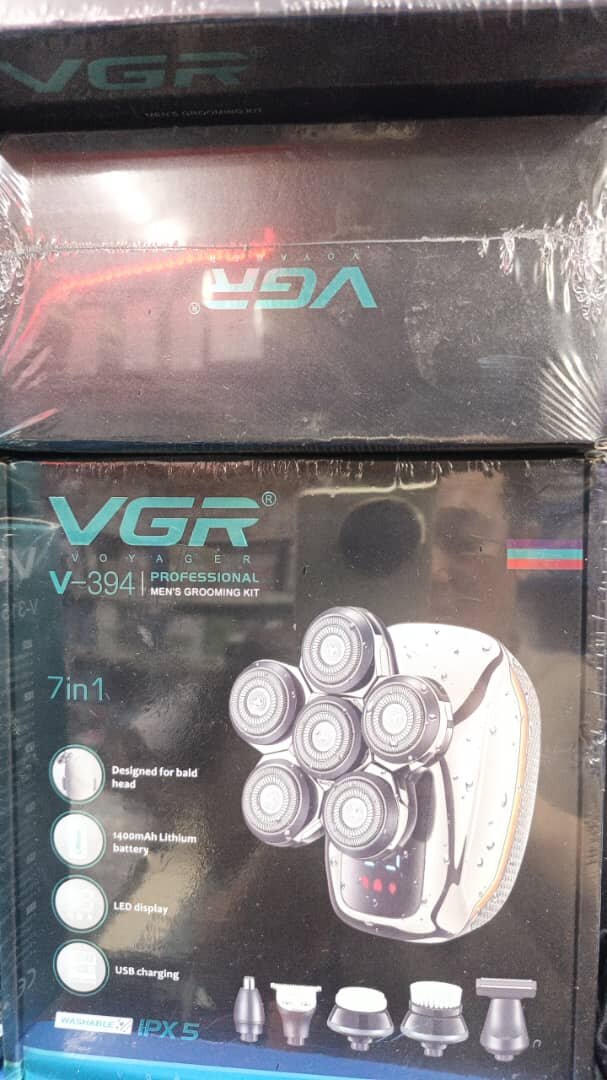 VGR®
MEN'S GROOMING KIT
VGR®
VOYAGER
VGR®
VOYAGER
V-394 | PROFESSIONAL
MEN'S GROOMING KIT
7in1
Designed for bald
head
1400mAh Lithium
battery
LED display
USB charging
WASHABLE IPX5